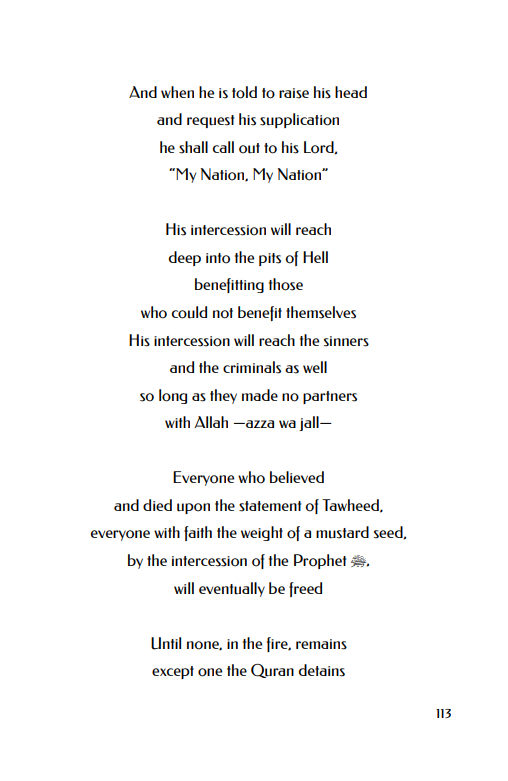 And when he is told to raise his head
and request his supplication
he shall call out to his Lord,
“My Nation, My Nation”
His intercession will reach
deep into the pits of Hell
benefitting those
who could not benefit themselves
His intercession will reach the sinners
and the criminals as well
so long as they made no partners
with Allah —azza wa jall—
Everyone who believed
and died upon the statement of Tawheed,
everyone with faith the weight of a mustard seed,
by the intercession of the Prophet ﷺ,
will eventually be freed
Until none, in the fire, remains
except one the Quran detains
113